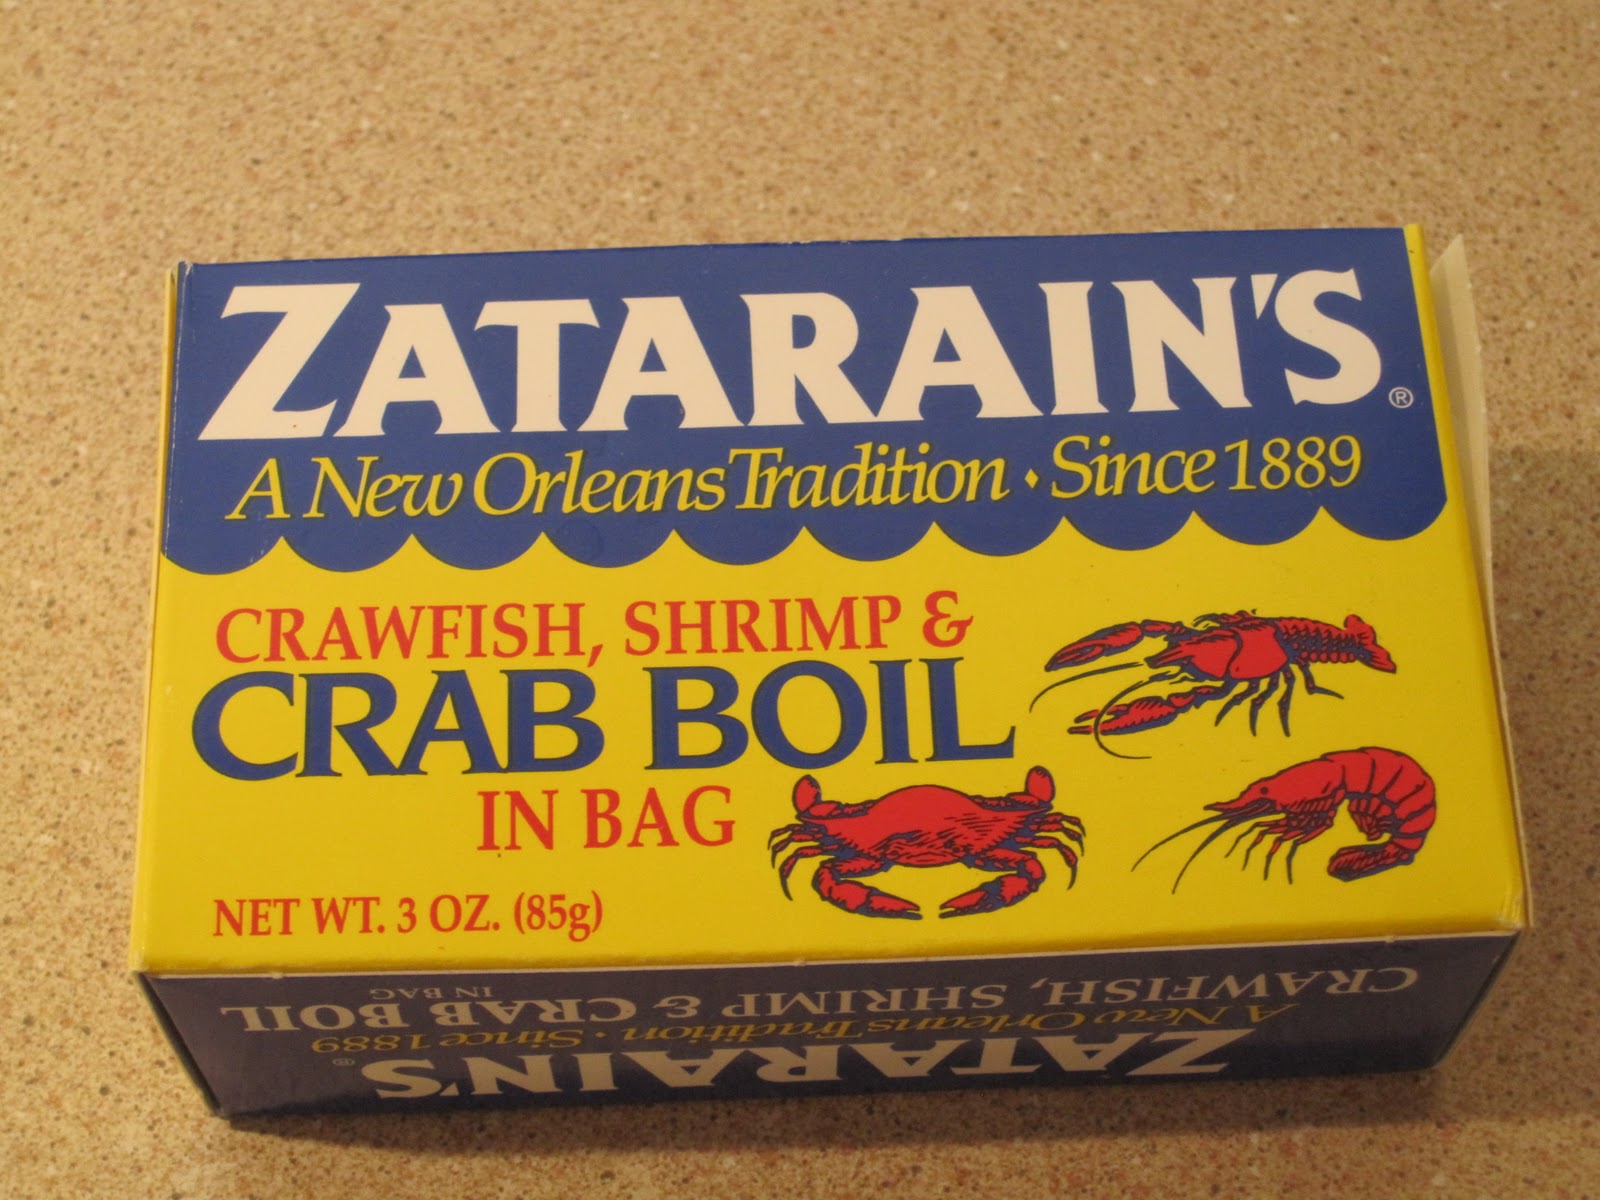 ZATARAIN'S®
A New Orleans Tradition · Since 1889
CRAWFISH, SHRIMP &
CRAB BOIL
IN BAG
NET WT. 3 OZ. (85g)
ZATARAIN'S®
A New Orleans Tradition · Since 1889
CRAWFISH, SHRIMP & CRAB BOIL
IN BAG